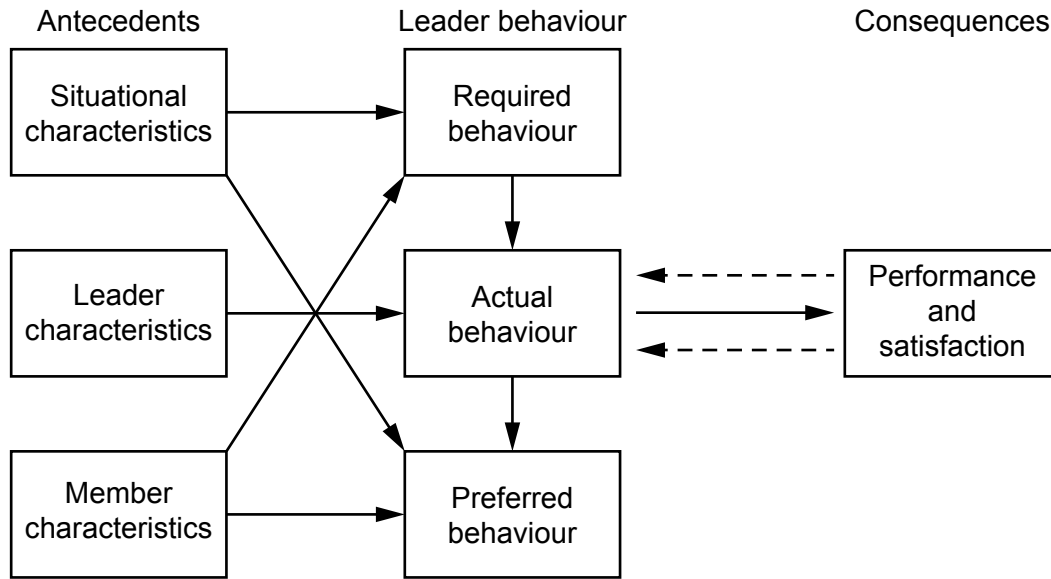 Antecedents
Leader behaviour
Consequences
Situational
characteristics
Required
behaviour
Leader
characteristics
Actual
behaviour
Performance
and
satisfaction
Member
characteristics
Preferred
behaviour